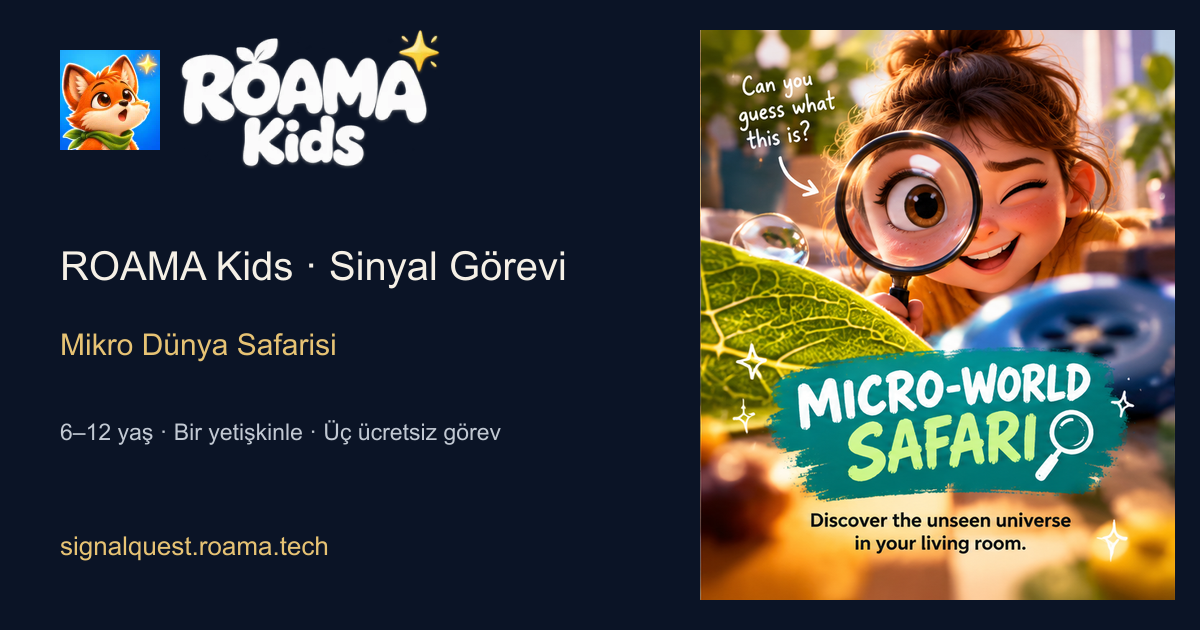 ROAMA
Kids
ROAMA Kids · Sinyal Görevi
Mikro Dünya Safarisi
6–12 yaş · Bir yetişkinle · Üç ücretsiz görev
signalquest.roama.tech
Can you
guess what
this is?
MICRO-WORLD
SAFARI
Discover the unseen universe
in your living room.